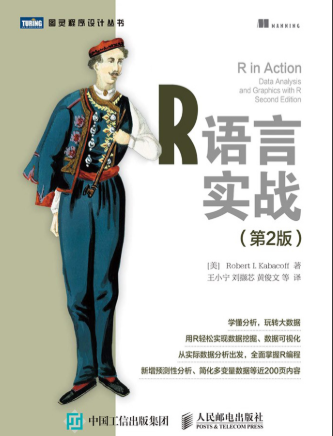 TURING 图灵程序设计丛书
MANNING
R in Action
Data Analysis
and Graphics with R
Second Edition
R语言
实战
(第2版)
[美] Robert I. Kabacoff 著
王小宁 刘撷芯 黄俊文 等 译
学懂分析，玩转大数据
用R轻松实现数据挖掘、数据可视化
从实际数据分析出发，全面掌握R编程
新增预测性分析、简化多变量数据等近200页内容
中国工信出版集团
人民邮电出版社
POSTS & TELECOM PRESS